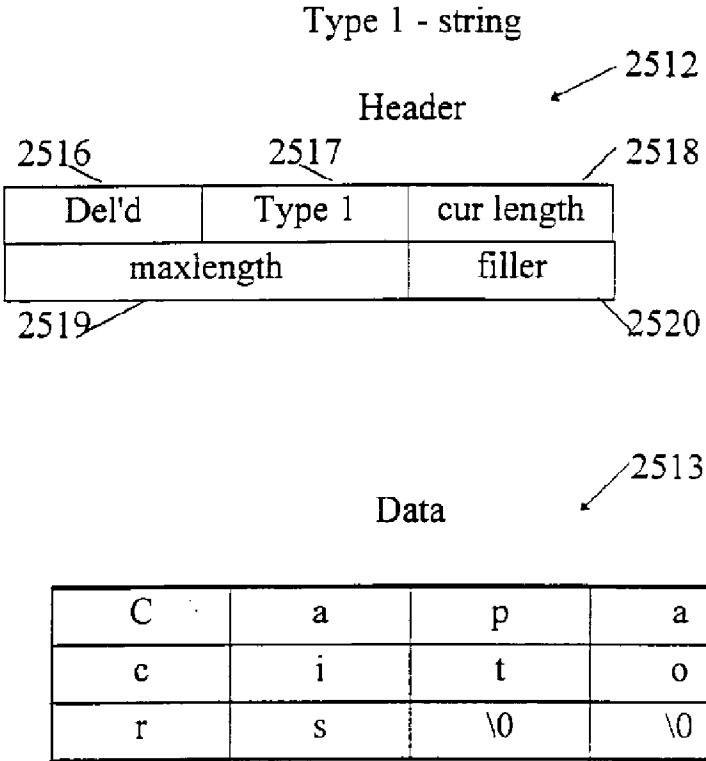 Type 1 - string
2512
Header
2516 2517 2518
Del'd Type 1 cur length
maxlength filler
2519 2520
2513
Data
C a p a
c i t o
r s \0 \0